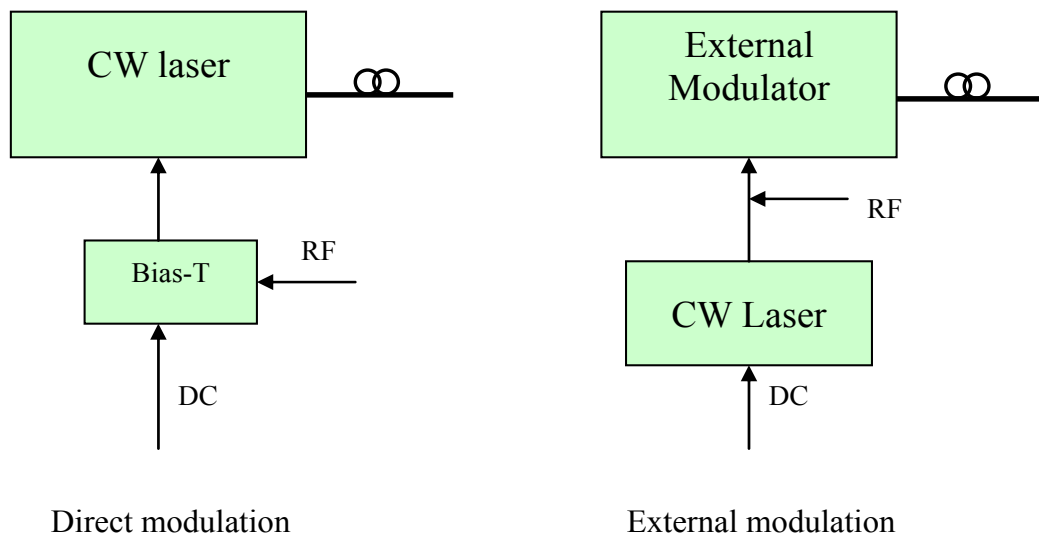 CW laser
Bias-T
RF
DC
Direct modulation
External
Modulator
RF
CW Laser
DC
External modulation